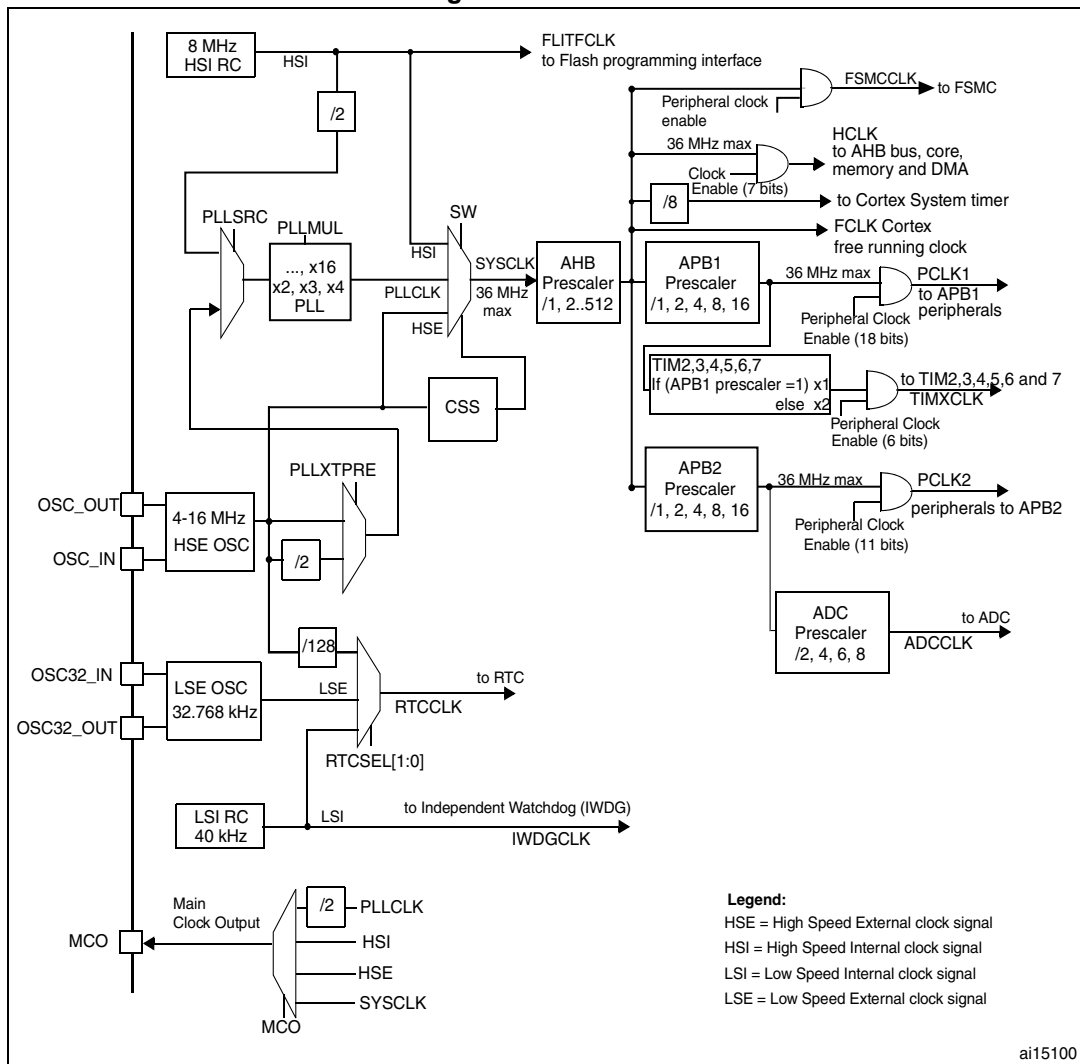 8 MHz
HSI RC
HSI
/2
FLITFCLK
to Flash programming interface
FSMCCLK
to FSMC
Peripheral clock
enable
36 MHz max
HCLK
to AHB bus, core,
memory and DMA
Clock
Enable (7 bits)
/8
to Cortex System timer
FCLK Cortex
free running clock
PLLSRC
PLLMUL
..., x16
x2, x3, x4
PLL
SW
HSI
PLLCLK
HSE
SYSCLK
36 MHz
max
AHB
Prescaler
/1, 2..512
APB1
Prescaler
/1, 2, 4, 8, 16
36 MHz max
PCLK1
to APB1
peripherals
Peripheral Clock
Enable (18 bits)
TIM2,3,4,5,6,7
If (APB1 prescaler =1) x1
else x2
to TIM2,3,4,5,6 and 7
TIMXCLK
Peripheral Clock
Enable (6 bits)
CSS
PLLXTPRE
OSC_OUT
OSC_IN
4-16 MHz
HSE OSC
/2
APB2
Prescaler
/1, 2, 4, 8, 16
36 MHz max
PCLK2
peripherals to APB2
Peripheral Clock
Enable (11 bits)
ADC
Prescaler
/2, 4, 6, 8
to ADC
ADCCLK
/128
OSC32_IN
OSC32_OUT
LSE OSC
32.768 kHz
LSE
to RTC
RTCCLK
RTCSEL[1:0]
LSI RC
40 kHz
LSI
to Independent Watchdog (IWDG)
IWDGCLK
Main
Clock Output
MCO
/2
PLLCLK
HSI
HSE
SYSCLK
MCO
Legend:
HSE = High Speed External clock signal
HSI = High Speed Internal clock signal
LSI = Low Speed Internal clock signal
LSE = Low Speed External clock signal
ai15100